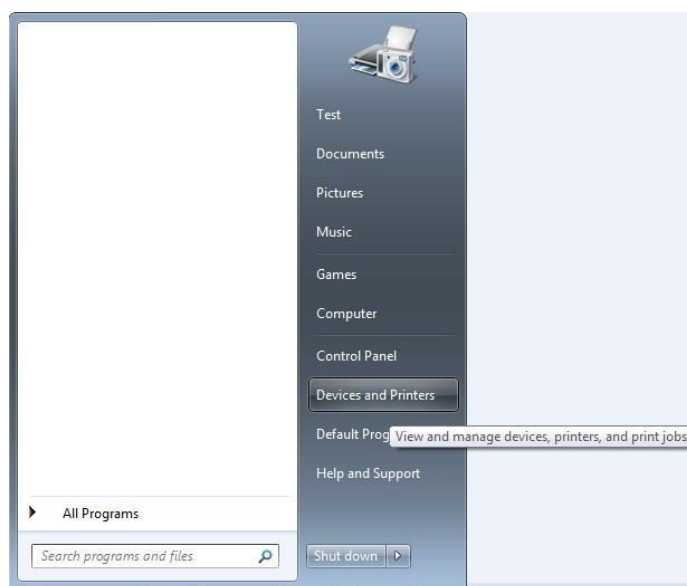 Test
Documents
Pictures
Music
Games
Computer
Control Panel
Devices and Printers
Default Prog
View and manage devices, printers, and print jobs
Help and Support
All Programs
Search programs and files
Shut down